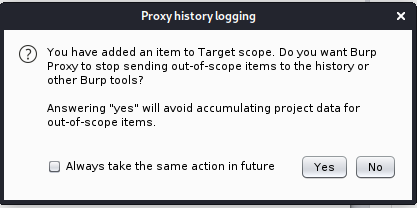 Proxy history logging
You have added an item to Target scope. Do you want Burp
Proxy to stop sending out-of-scope items to the history or
other Burp tools?
Answering "yes" will avoid accumulating project data for
out-of-scope items.
Always take the same action in future
Yes
No